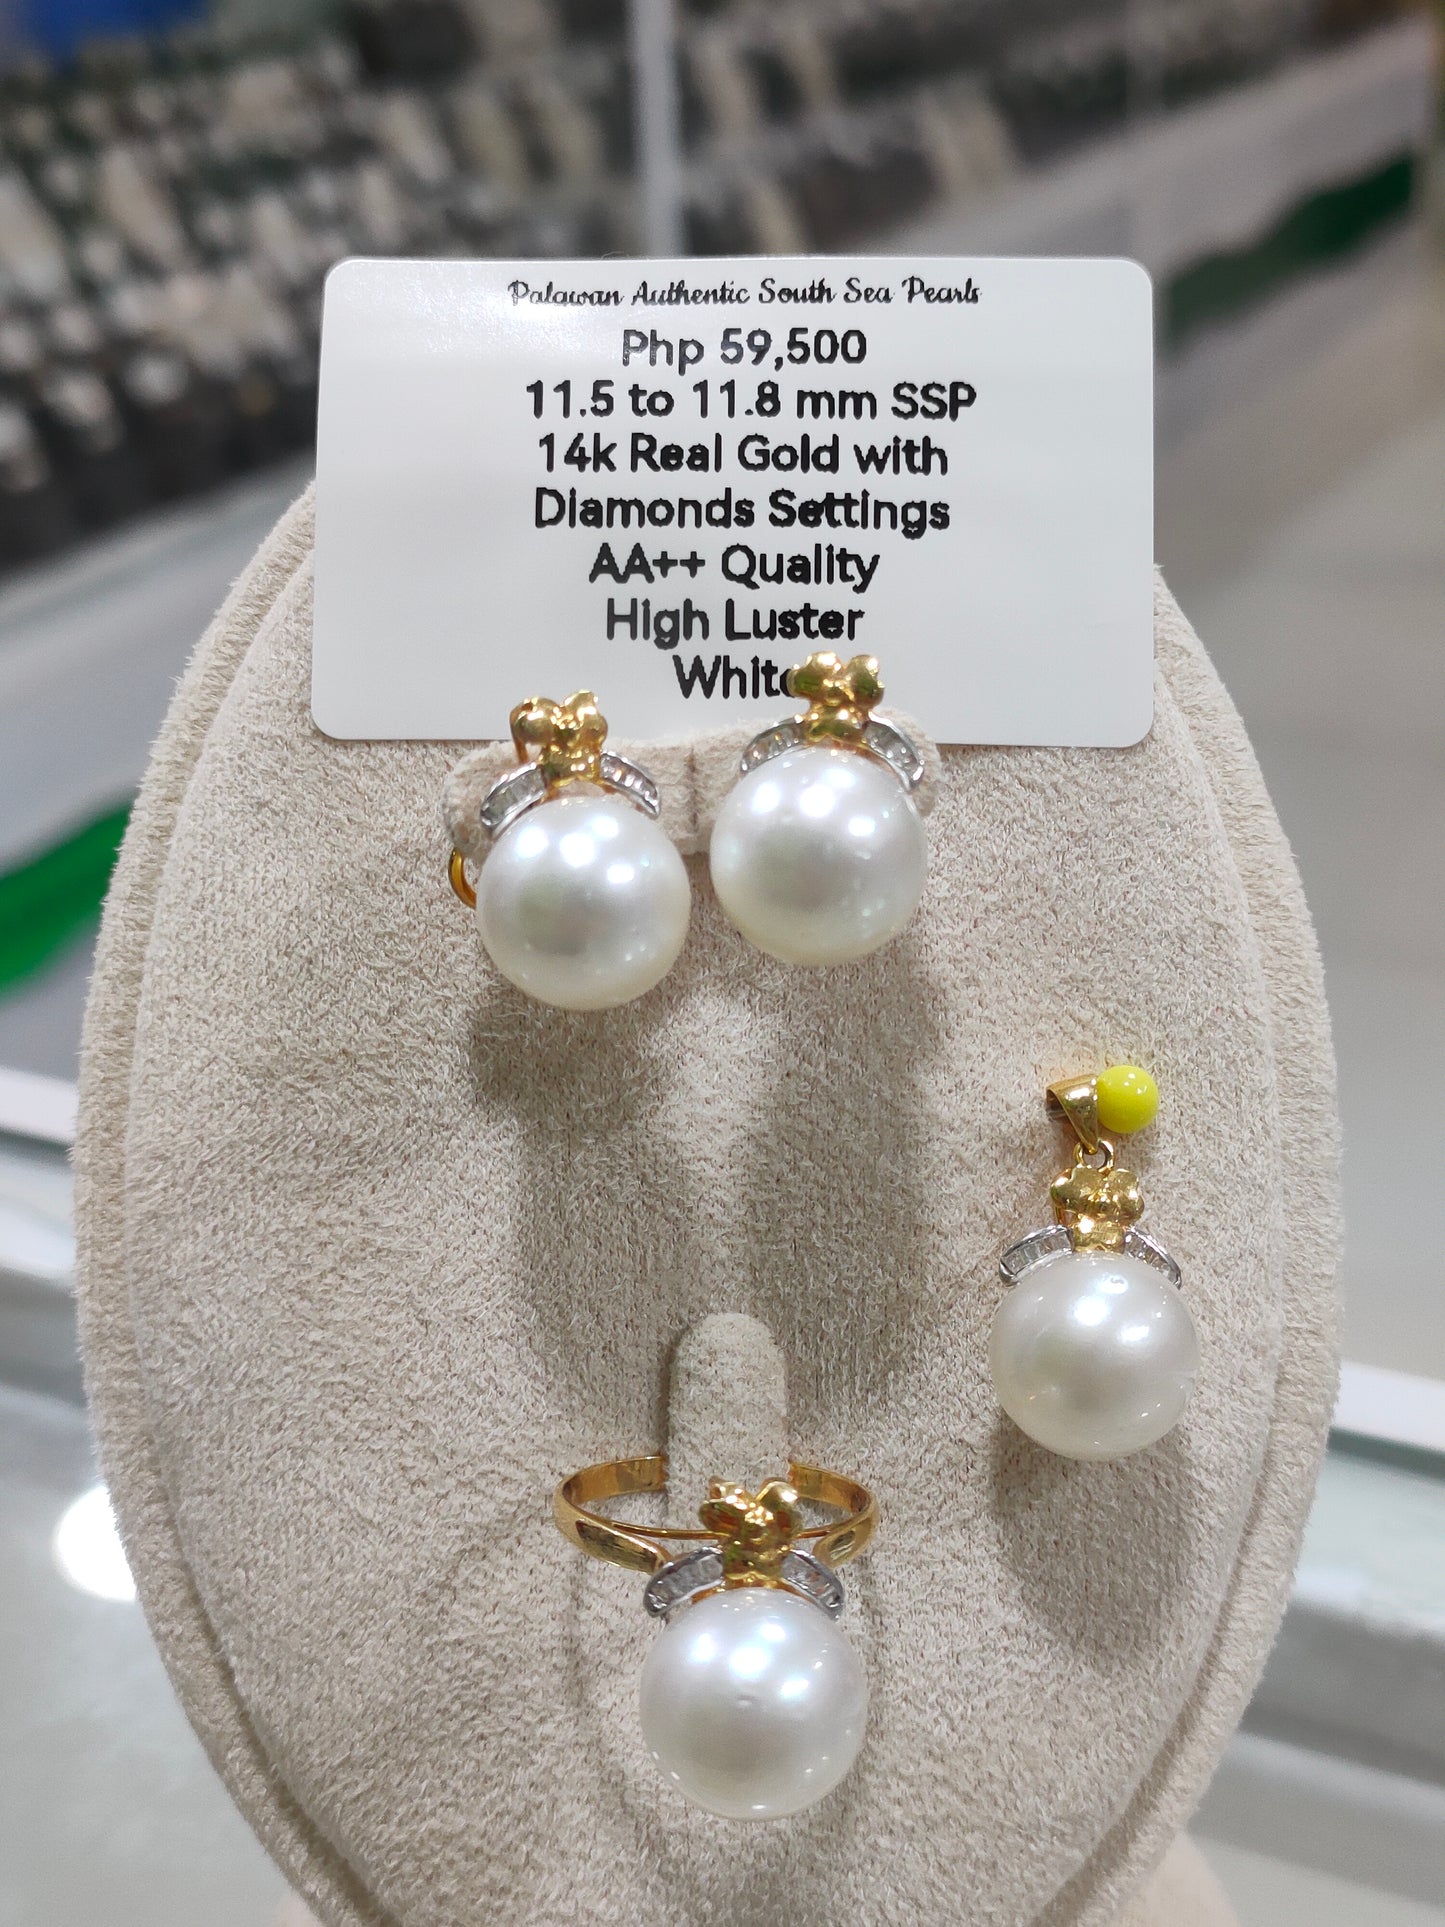 Palawan Authentic South Sea Pearls
Php 59,500
11.5 to 11.8 mm SSP
14k Real Gold with
Diamonds Settings
AA++ Quality
High Luster
White